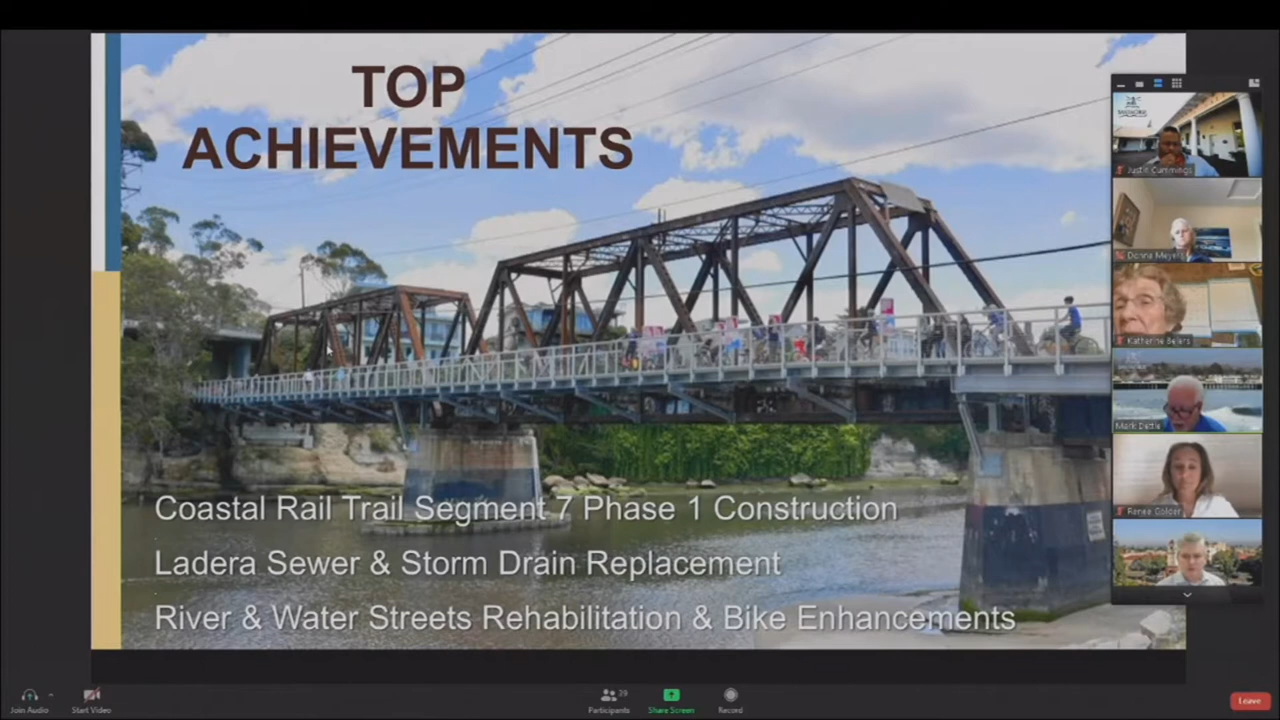 TOP
ACHIEVEMENTS
Coastal Rail Trail Segment 7 Phase 1 Construction
Ladera Sewer & Storm Drain Replacement
River & Water Streets Rehabilitation & Bike Enhancements
Justin Cummings
Donna Meyers
Katherine Beiers
Mark Dettle
Renee Golder
Join Audio
Start Video
39
Participants
Share Screen
Record
Leave